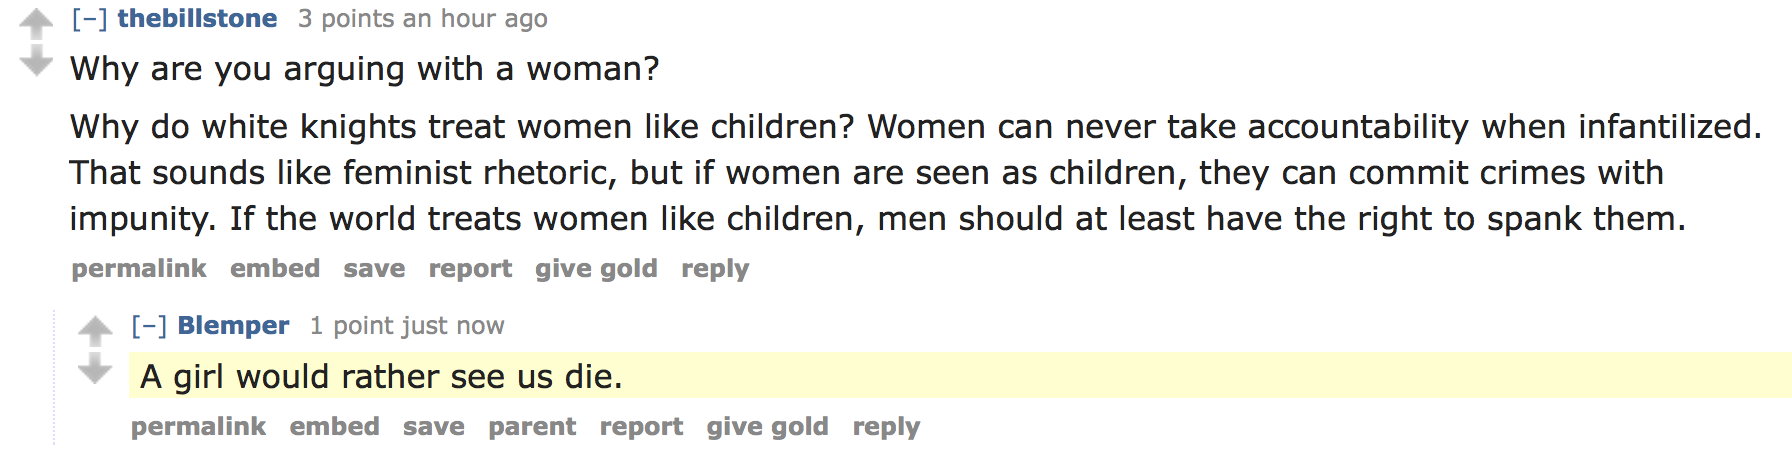 [–] thebillstone 3 points an hour ago
Why are you arguing with a woman?
Why do white knights treat women like children? Women can never take accountability when infantilized.
That sounds like feminist rhetoric, but if women are seen as children, they can commit crimes with
impunity. If the world treats women like children, men should at least have the right to spank them.
permalink embed save report give gold reply
[–] Blemper 1 point just now
A girl would rather see us die.
permalink embed save parent report give gold reply